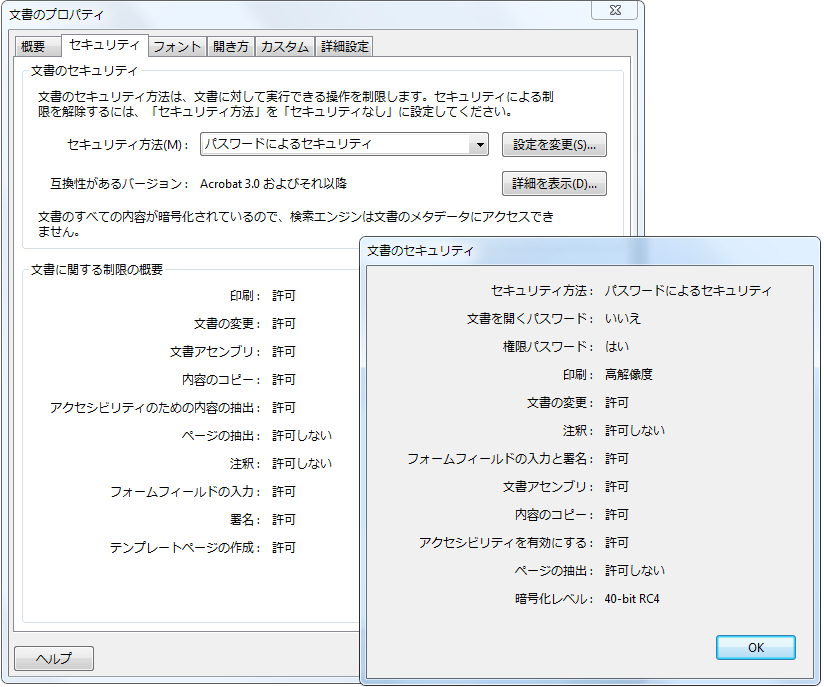 文書のプロパティ
概要 セキュリティ フォント 開き方 カスタム 詳細設定
文書のセキュリティ
文書のセキュリティ方法は、文書に対して実行できる操作を制限します。セキュリティによる制
限を解除するには、「セキュリティ方法」を「セキュリティなし」に設定してください。
セキュリティ方法(M)： パスワードによるセキュリティ 設定を変更(S)...
互換性があるバージョン： Acrobat 3.0 およびそれ以降 詳細を表示(D)...
文書のすべての内容が暗号化されているので、検索エンジンは文書のメタデータにアクセスでき
ません。
文書に関する制限の概要
印刷： 許可
文書の変更： 許可
文書アセンブリ： 許可
内容のコピー： 許可
アクセシビリティのための内容の抽出： 許可
ページの抽出： 許可しない
注釈： 許可しない
フォームフィールドの入力： 許可
署名： 許可
テンプレートページの作成： 許可
ヘルプ
文書のセキュリティ
セキュリティ方法： パスワードによるセキュリティ
文書を開くパスワード： いいえ
権限パスワード： はい
印刷： 高解像度
文書の変更： 許可
注釈： 許可しない
フォームフィールドの入力と署名： 許可
文書アセンブリ： 許可
内容のコピー： 許可
アクセシビリティを有効にする： 許可
ページの抽出： 許可しない
暗号化レベル： 40-bit RC4
OK